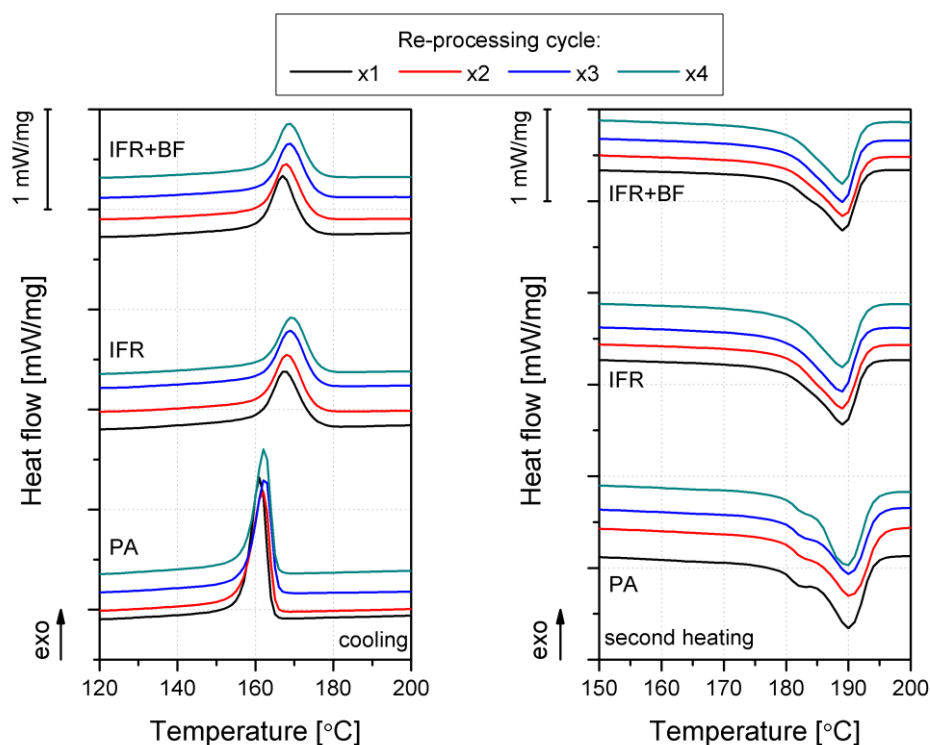 Re-processing cycle:
x1 x2 x3 x4
1 mW/mg
IFR+BF
IFR
PA
Heat flow [mW/mg]
exo
cooling
120 140 160 180 200
Temperature [°C]
1 mW/mg
IFR+BF
IFR
PA
Heat flow [mW/mg]
exo
second heating
150 160 170 180 190 200
Temperature [°C]